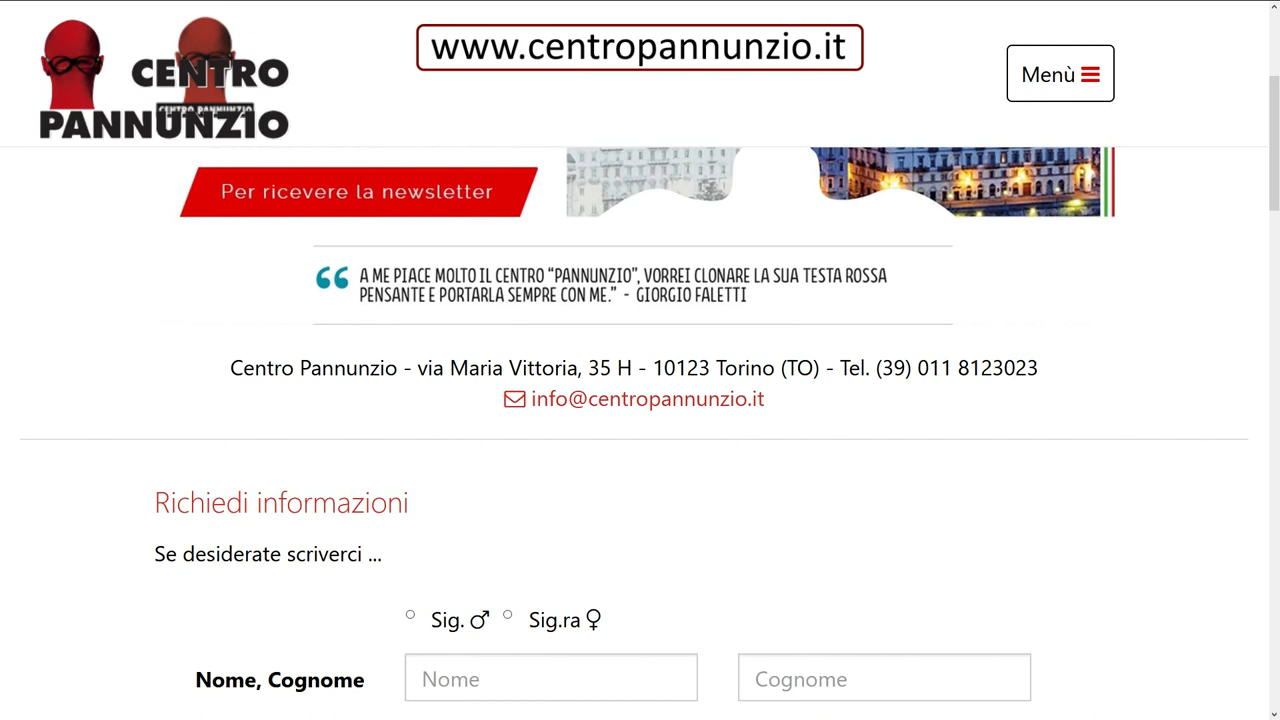 www.centropannunzio.it
CENTRO
CENTRO PANNUNZIO
PANNUNZIO
Menù
Per ricevere la newsletter
“ A ME PIACE MOLTO IL CENTRO “PANNUNZIO”, VORREI CLONARE LA SUA TESTA ROSSA
PENSANTE E PORTARLA SEMPRE CON ME.” - GIORGIO FALETTI
Centro Pannunzio - via Maria Vittoria, 35 H - 10123 Torino (TO) - Tel. (39) 011 8123023
info@centropannunzio.it
Richiedi informazioni
Se desiderate scriverci ...
Sig. ♂ Sig.ra ♀
Nome, Cognome Nome Cognome